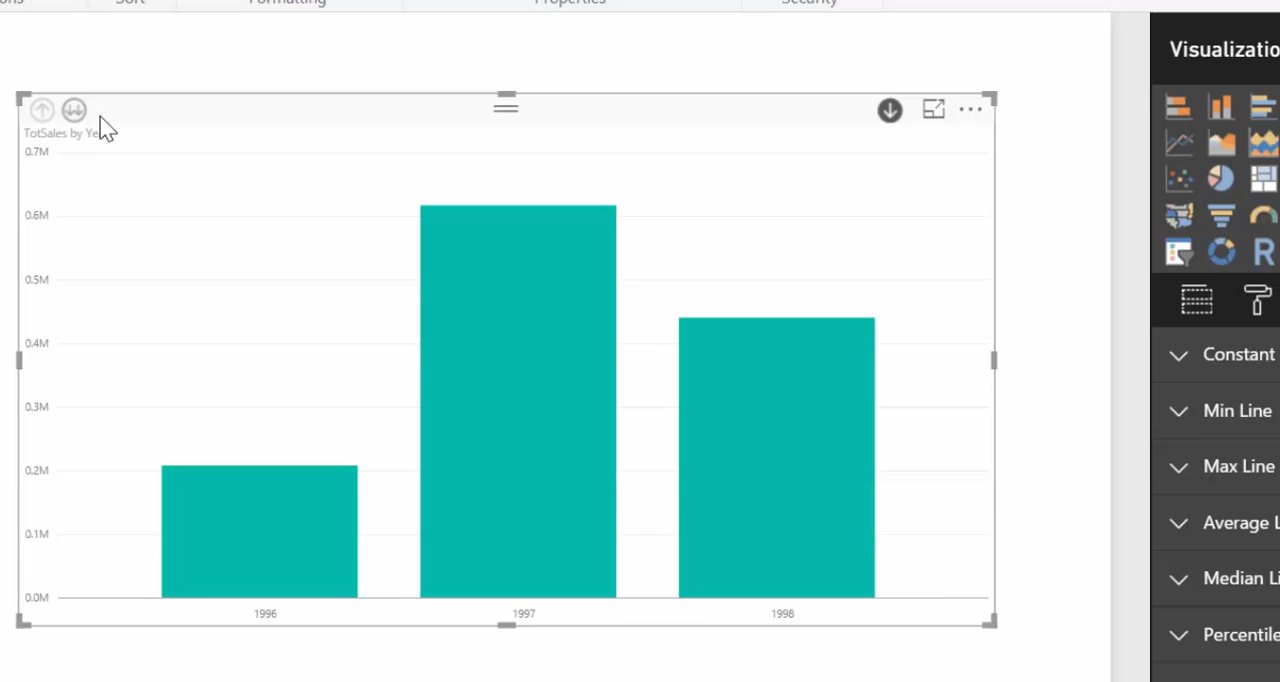 Sort Formatting Properties Security
Visualizatio
TotSales by Ye
0.7M
0.6M
0.5M
0.4M
0.3M
0.2M
0.1M
0.0M
1996 1997 1998
R
Constant
Min Line
Max Line
Average L
Median Li
Percentile